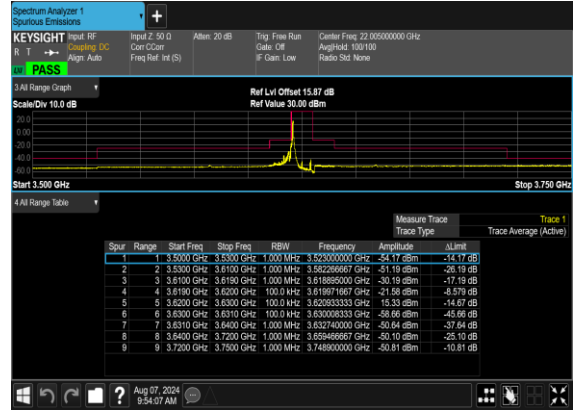 Spectrum Analyzer 1
Spurious Emissions
KEYSIGHT Input: RF Input Z: 50 Ω Atten: 20 dB Trig: Free Run Center Freq: 22.005000000 GHz
R T Coupling: DC Corr CCorr Gate: Off Avg|Hold: 100/100
Align: Auto Freq Ref: Int (S) IF Gain: Low Radio Std: None
LW PASS
3 All Range Graph Ref Lvl Offset 15.87 dB
Scale/Div 10.0 dB Ref Value 30.00 dBm
20.0
0.00
-20.0
-40.0
-60.0
Start 3.500 GHz Stop 3.750 GHz
4 All Range Table
Measure Trace Trace 1
Trace Type Trace Average (Active)
Spur Range Start Freq Stop Freq RBW Frequency Amplitude ΔLimit
1 1 3.5000 GHz 3.5300 GHz 1.000 MHz 3.523000000 GHz -54.17 dBm -14.17 dB
2 2 3.5300 GHz 3.6100 GHz 1.000 MHz 3.582266667 GHz -51.19 dBm -26.19 dB
3 3 3.6100 GHz 3.6190 GHz 1.000 MHz 3.618895000 GHz -30.19 dBm -17.19 dB
4 4 3.6190 GHz 3.6200 GHz 100.0 kHz 3.619971667 GHz -21.58 dBm -8.579 dB
5 5 3.6200 GHz 3.6300 GHz 100.0 kHz 3.620933333 GHz 15.33 dBm -14.67 dB
6 6 3.6300 GHz 3.6310 GHz 100.0 kHz 3.630008333 GHz -58.66 dBm -45.66 dB
7 7 3.6310 GHz 3.6400 GHz 1.000 MHz 3.632740000 GHz -50.64 dBm -37.64 dB
8 8 3.6400 GHz 3.7200 GHz 1.000 MHz 3.659466667 GHz -50.10 dBm -25.10 dB
9 9 3.7200 GHz 3.7500 GHz 1.000 MHz 3.748900000 GHz -50.81 dBm -10.81 dB
? Aug 07, 2024
9:54:07 AM